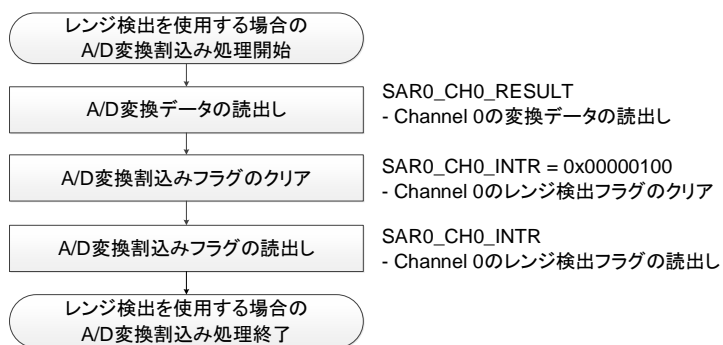 レンジ検出を使用する場合の
A/D変換割込み処理開始
A/D変換データの読出し
SAR0_CH0_RESULT
- Channel 0の変換データの読出し
A/D変換割込みフラグのクリア
SAR0_CH0_INTR = 0x00000100
- Channel 0のレンジ検出フラグのクリア
A/D変換割込みフラグの読出し
SAR0_CH0_INTR
- Channel 0のレンジ検出フラグの読出し
レンジ検出を使用する場合の
A/D変換割込み処理終了